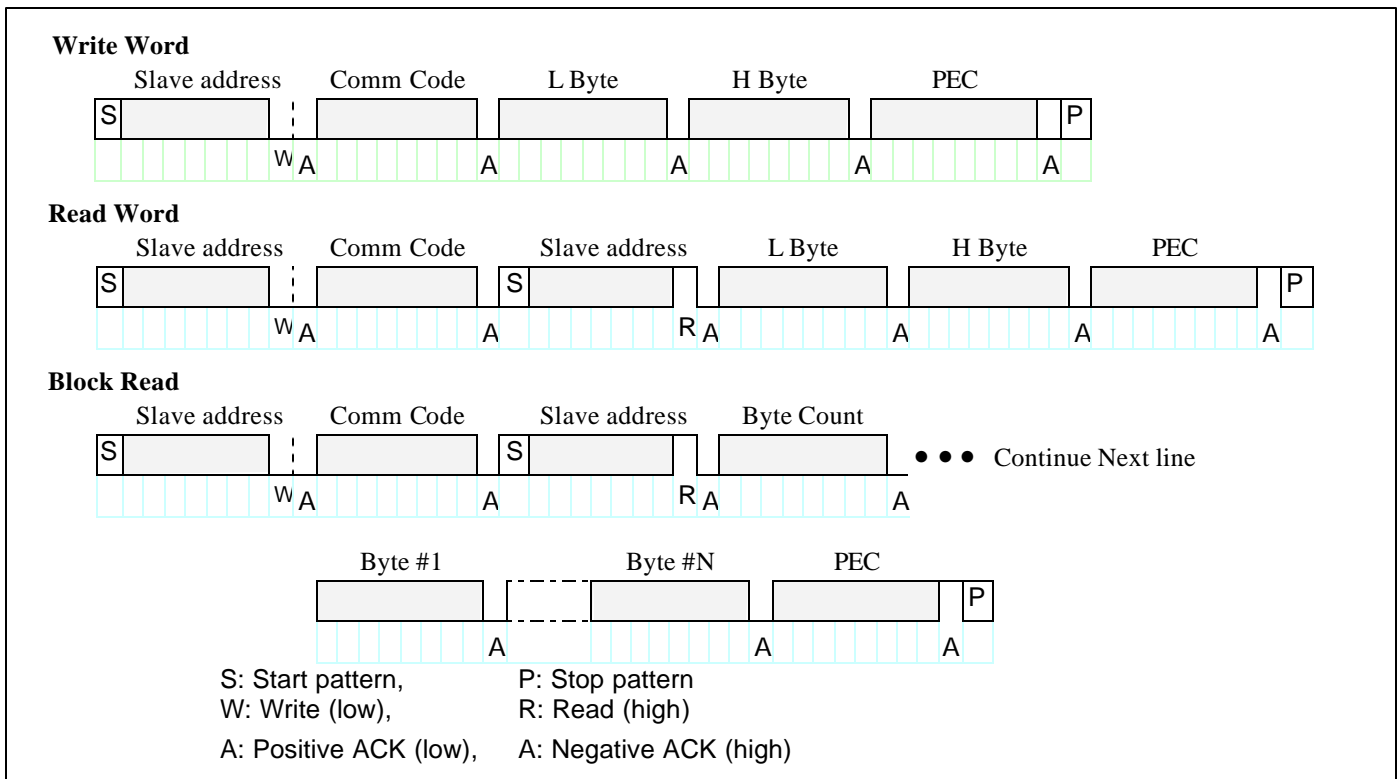 Write Word
Slave address Comm Code L Byte H Byte PEC
S P
W A A A A A
Read Word
Slave address Comm Code Slave address L Byte H Byte PEC
S S P
W A A R A A A A
Block Read
Slave address Comm Code Slave address Byte Count
S S
••• Continue Next line
W A A R A A
Byte #1 Byte #N PEC
P
A A A
S: Start pattern, P: Stop pattern
W: Write (low), R: Read (high)
A: Positive ACK (low), A: Negative ACK (high)